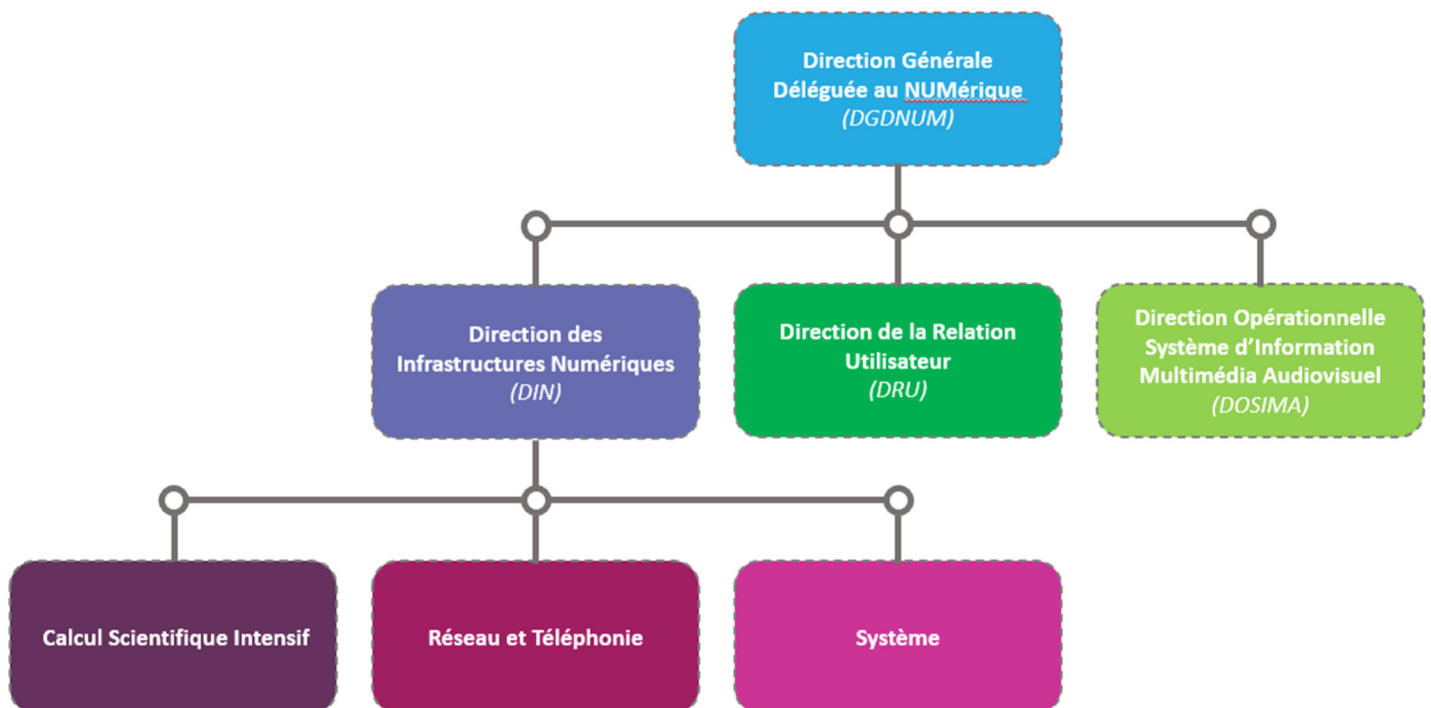 Direction Générale
Déléguée au NUMérique
(DGDNUM)
Direction des
Infrastructures Numériques
(DIN)
Direction de la Relation
Utilisateur
(DRU)
Direction Opérationnelle
Système d’Information
Multimédia Audiovisuel
(DOSIMA)
Calcul Scientifique Intensif
Réseau et Téléphonie
Système